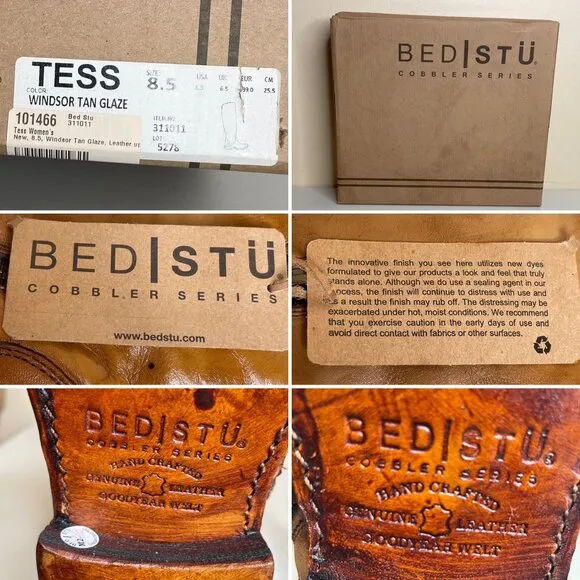 TESS
COLOR:
WINDSOR TAN GLAZE
SIZE
8.5
USA
UK
6.5
EUR
39.0
CM
25.5
101466
Bed Stu
311011
Tess Women's
New, 8.5, Windsor Tan Glaze, Leather
ITEM NO
311011
LOT
5278
BED|STÜ
COBBLER SERIES
BED|STÜ
COBBLER SERIES
www.bedstu.com
The innovative finish you see here utilizes new dyes
formulated to give our products a look and feel that truly
stands alone. Although we do use a sealing agent in our
process, the finish will continue to distress with use and
as a result the finish may rub off. The distressing may be
exacerbated under hot, moist conditions. We recommend
that you exercise caution in the early days of use and
avoid direct contact with fabrics or other surfaces.
BED|STÜ
COBBLER SERIES
HAND CRAFTED
GENUINE LEATHER
GOODYEAR WELT
BED|STÜ
COBBLER SERIES
HAND CRAFTED
GENUINE LEATHER
GOODYEAR WELT